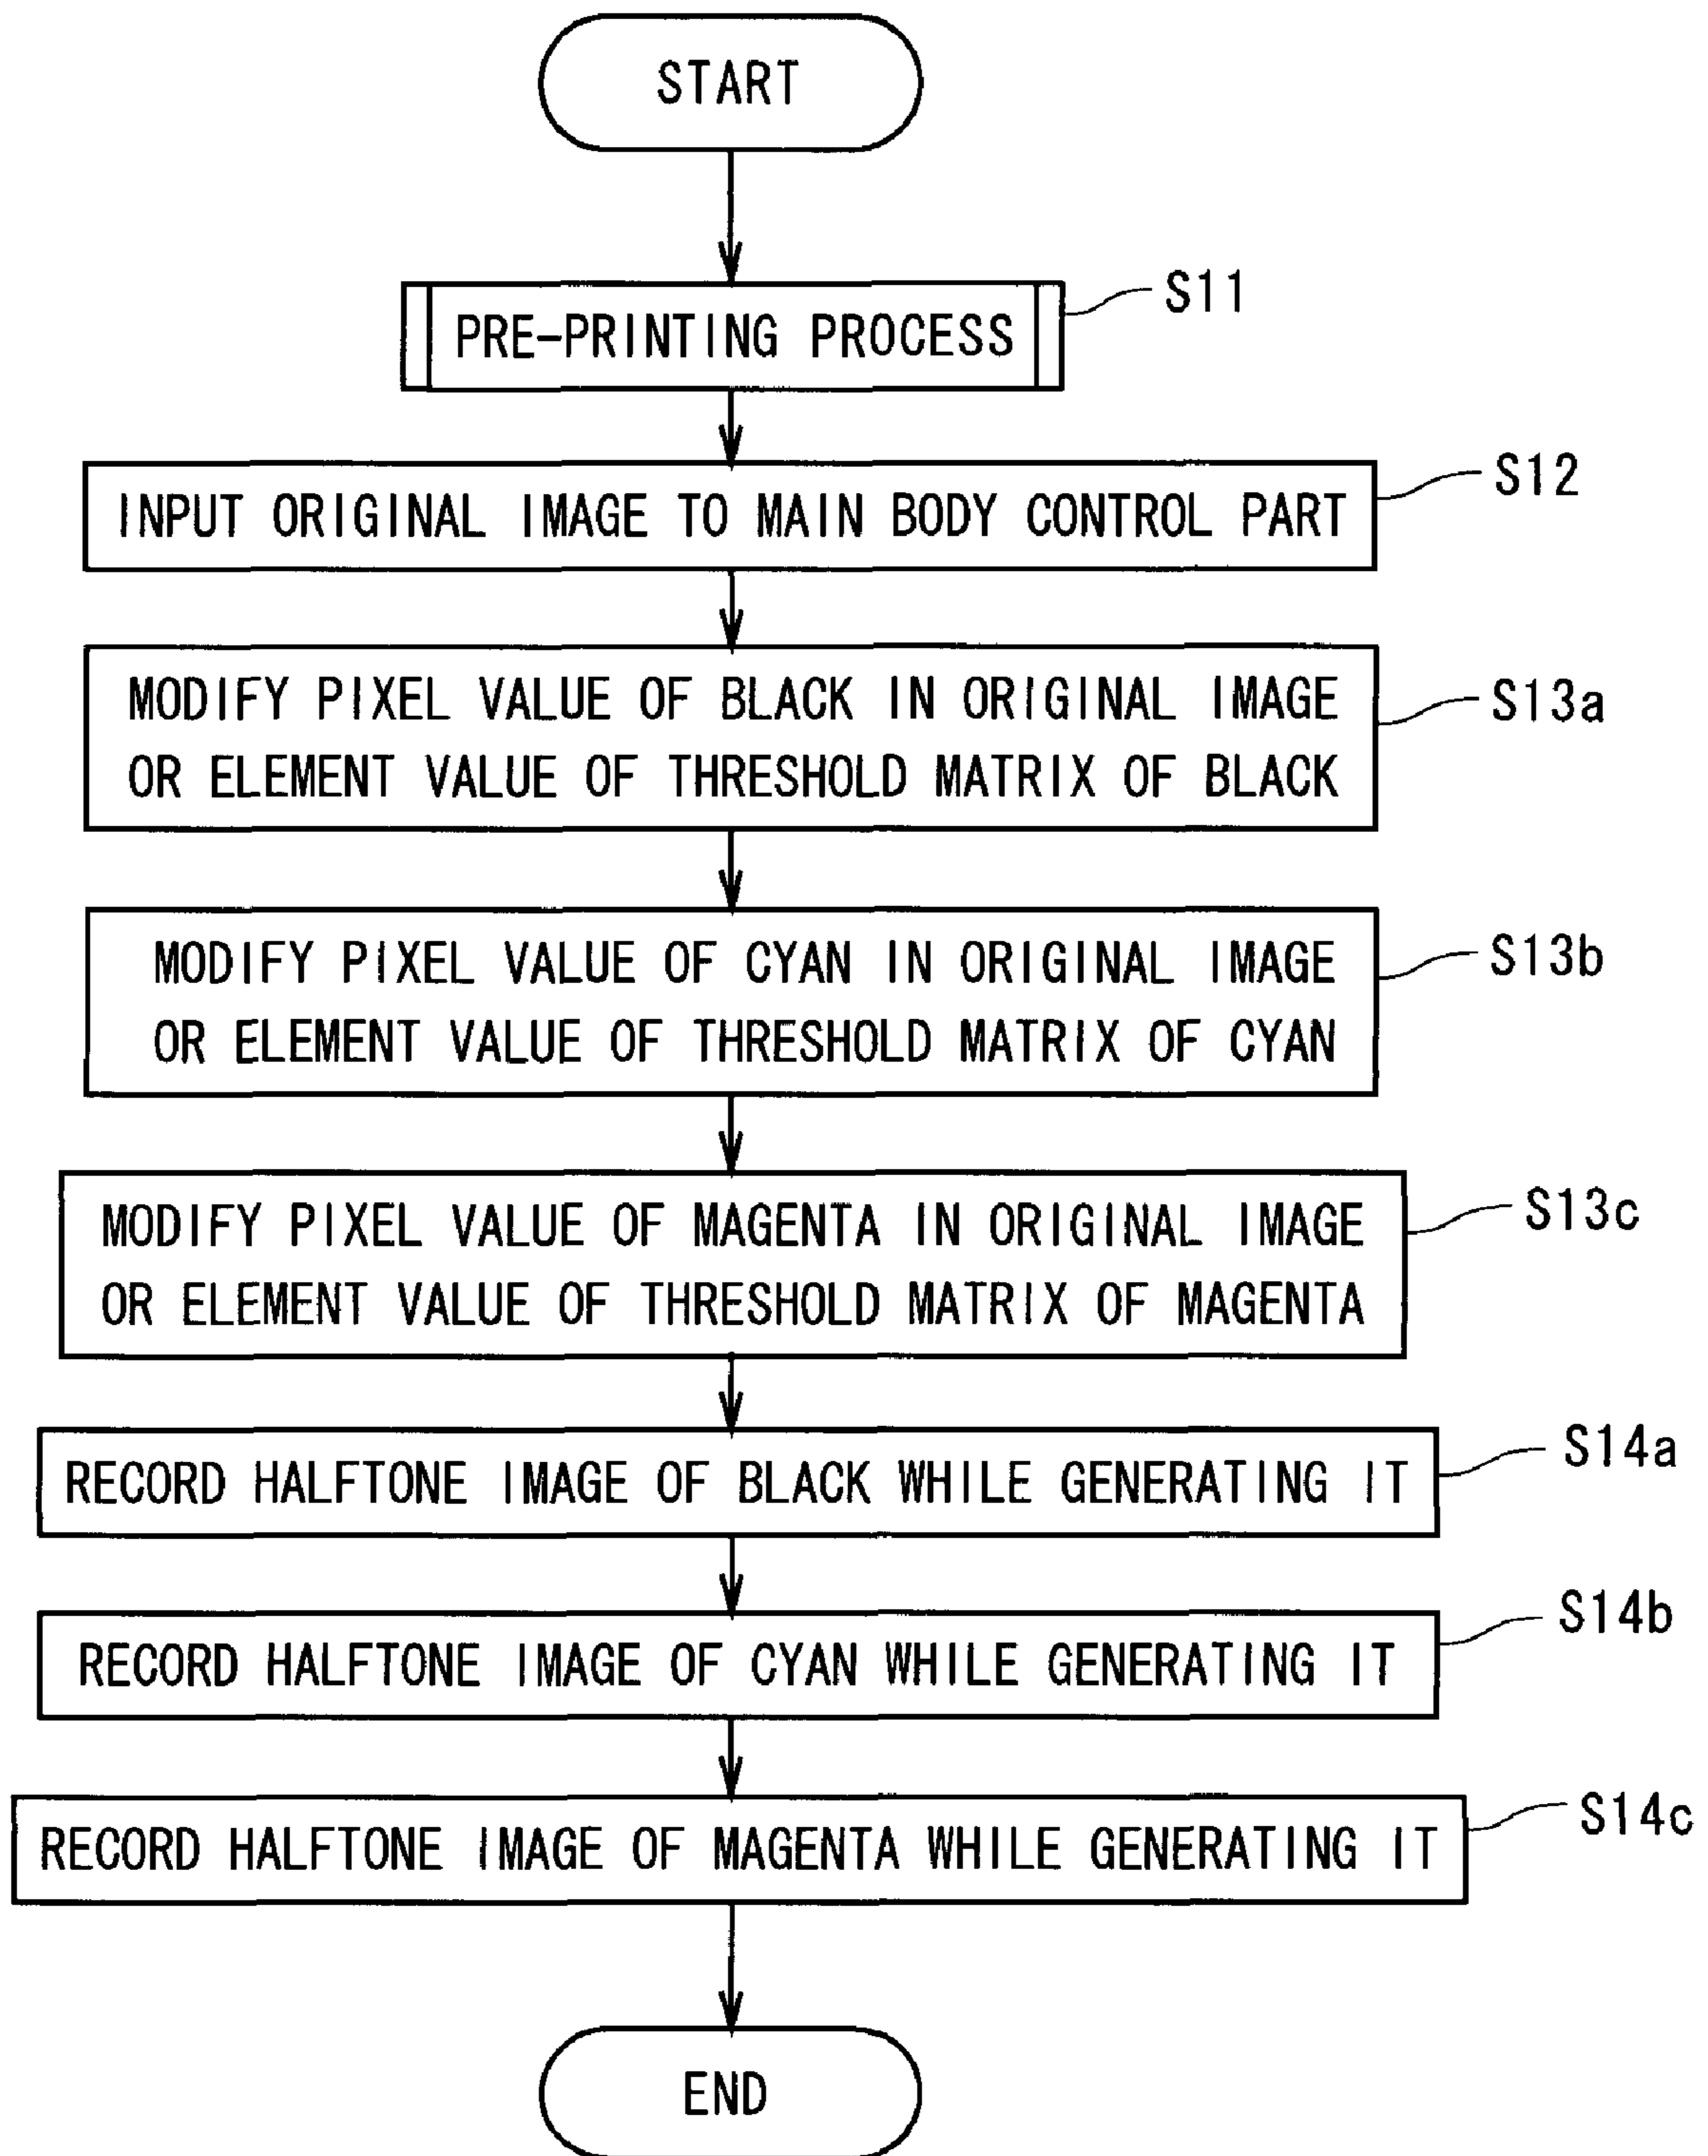 START
PRE-PRINTING PROCESS
S11
INPUT ORIGINAL IMAGE TO MAIN BODY CONTROL PART
S12
MODIFY PIXEL VALUE OF BLACK IN ORIGINAL IMAGE
OR ELEMENT VALUE OF THRESHOLD MATRIX OF BLACK
S13a
MODIFY PIXEL VALUE OF CYAN IN ORIGINAL IMAGE
OR ELEMENT VALUE OF THRESHOLD MATRIX OF CYAN
S13b
MODIFY PIXEL VALUE OF MAGENTA IN ORIGINAL IMAGE
OR ELEMENT VALUE OF THRESHOLD MATRIX OF MAGENTA
S13c
RECORD HALFTONE IMAGE OF BLACK WHILE GENERATING IT
S14a
RECORD HALFTONE IMAGE OF CYAN WHILE GENERATING IT
S14b
RECORD HALFTONE IMAGE OF MAGENTA WHILE GENERATING IT
S14c
END